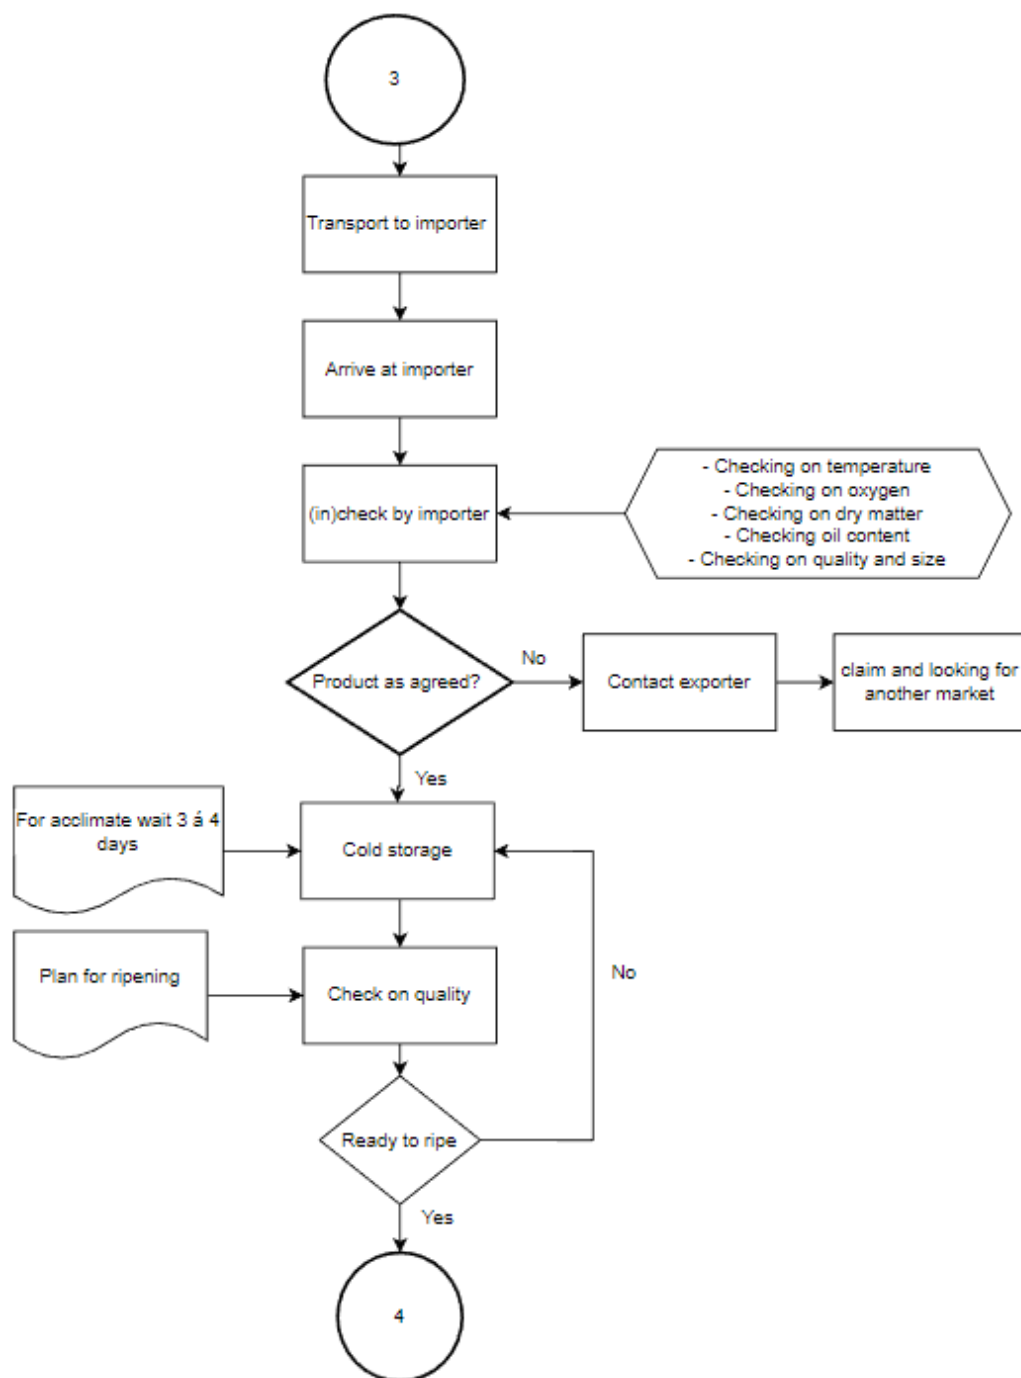 3
Transport to importer
Arrive at importer
(in)check by importer
- Checking on temperature
- Checking on oxygen
- Checking on dry matter
- Checking oil content
- Checking on quality and size
Product as agreed?
No
Contact exporter
claim and looking for
another market
Yes
For acclimate wait 3 á 4
days
Cold storage
Plan for ripening
Check on quality
No
Ready to ripe
Yes
4